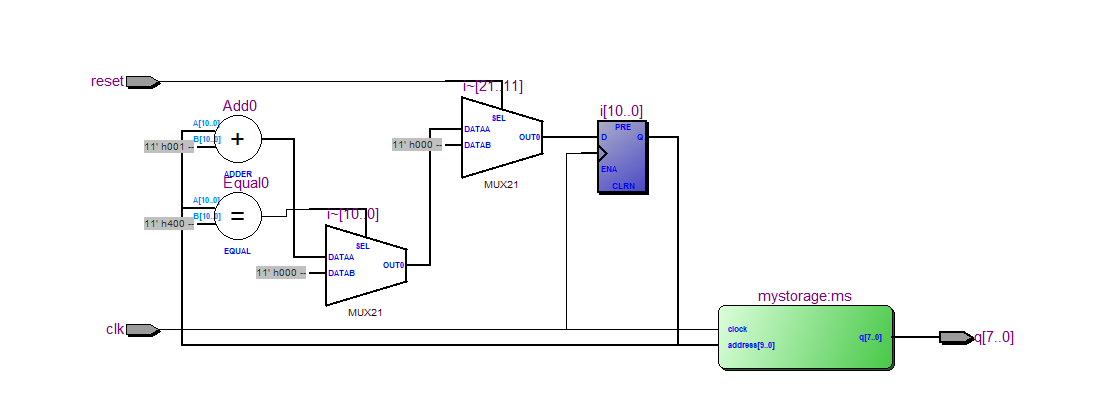 reset
i~[21..11]
SEL
DATAA
DATAB
OUT0
11' h000
MUX21
i[10..0]
PRE
D
Q
ENA
CLRN
Add0
A[10..0]
B[10..0]
11' h001
+
ADDER
Equal0
A[10..0]
B[10..0]
11' h400
=
EQUAL
i~[10..0]
SEL
DATAA
DATAB
OUT0
11' h000
MUX21
clk
mystorage:ms
clock
address[9..0]
q[7..0]
q[7..0]